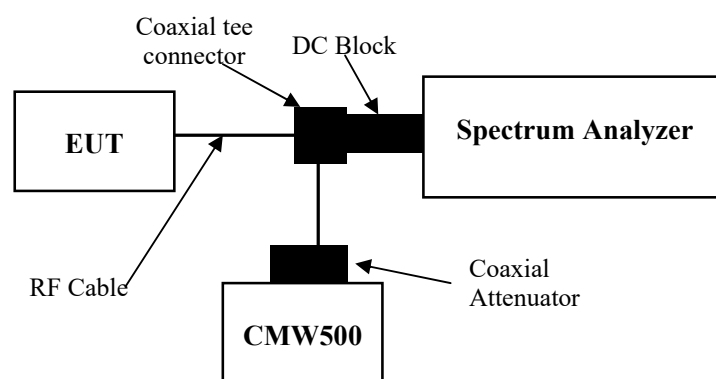 Coaxial tee
connector
DC Block
EUT
Spectrum Analyzer
RF Cable
Coaxial
Attenuator
CMW500